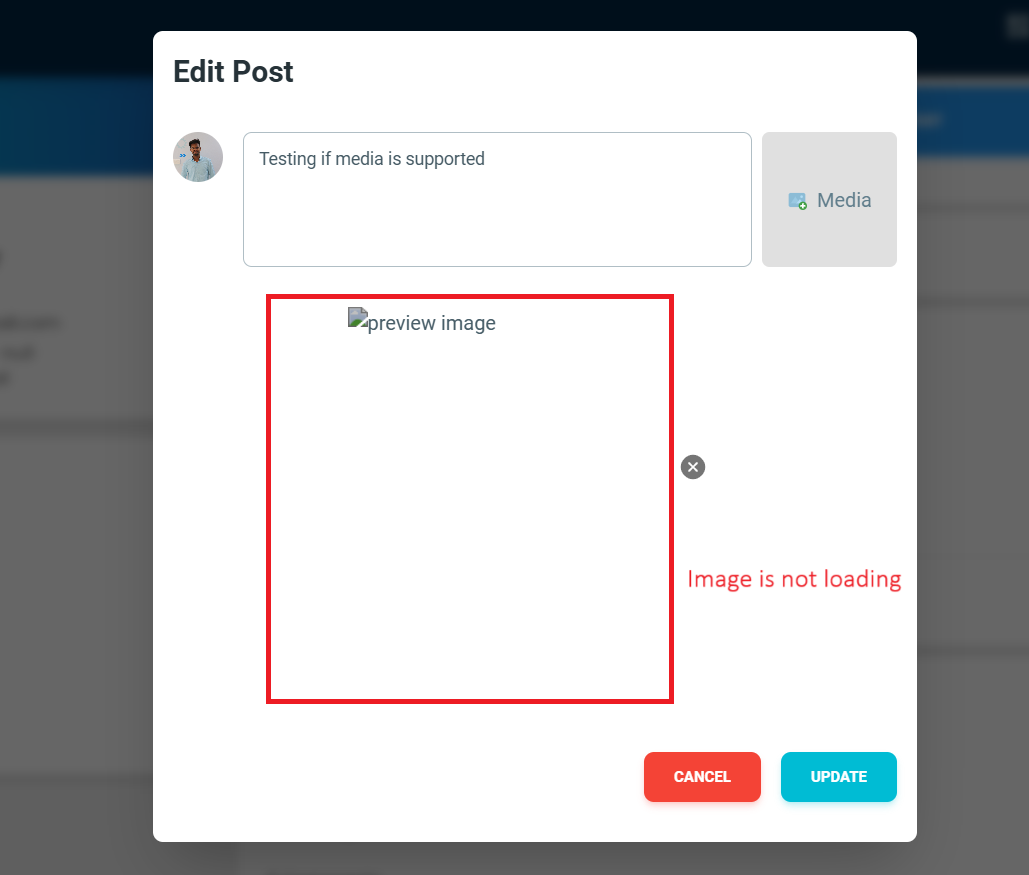 Edit Post
Testing if media is supported
Media
preview image
Image is not loading
CANCEL
UPDATE